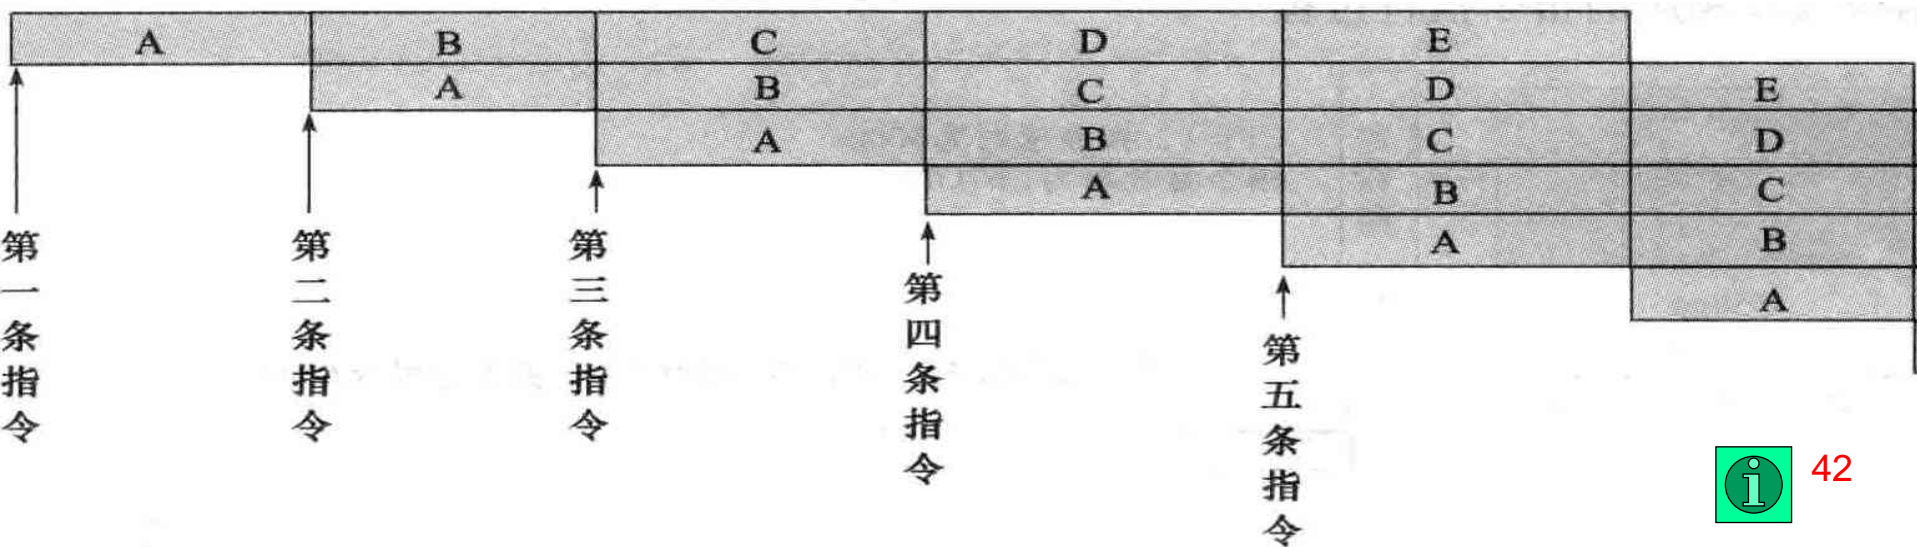 A B C D E
A B C D E
A B C D
A B C
A B
A
第一条指令
第二条指令
第三条指令
第四条指令
第五条指令
i 42